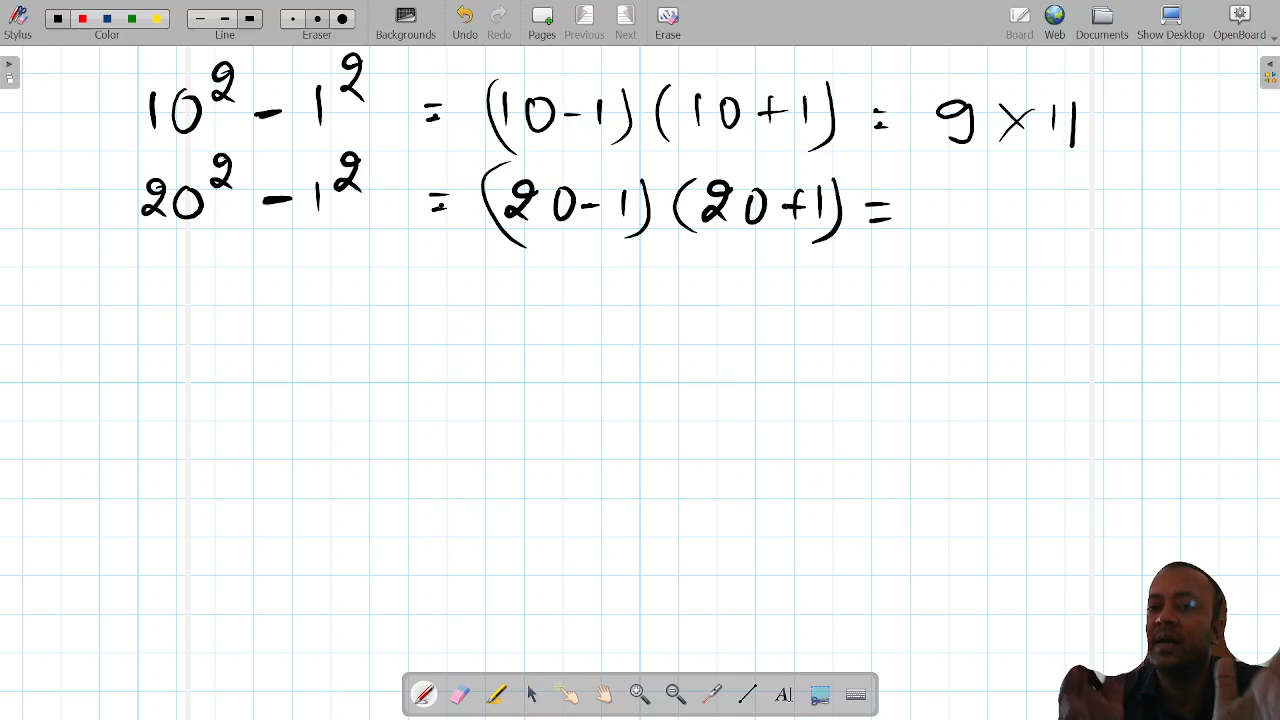 Stylus Color Line Eraser Backgrounds Undo Redo Pages Previous Next Erase Board Web Documents Show Desktop OpenBoard
10² - 1² = (10-1) (10+1) = 9 × 11
20² - 1² = (20-1) (20+1) =